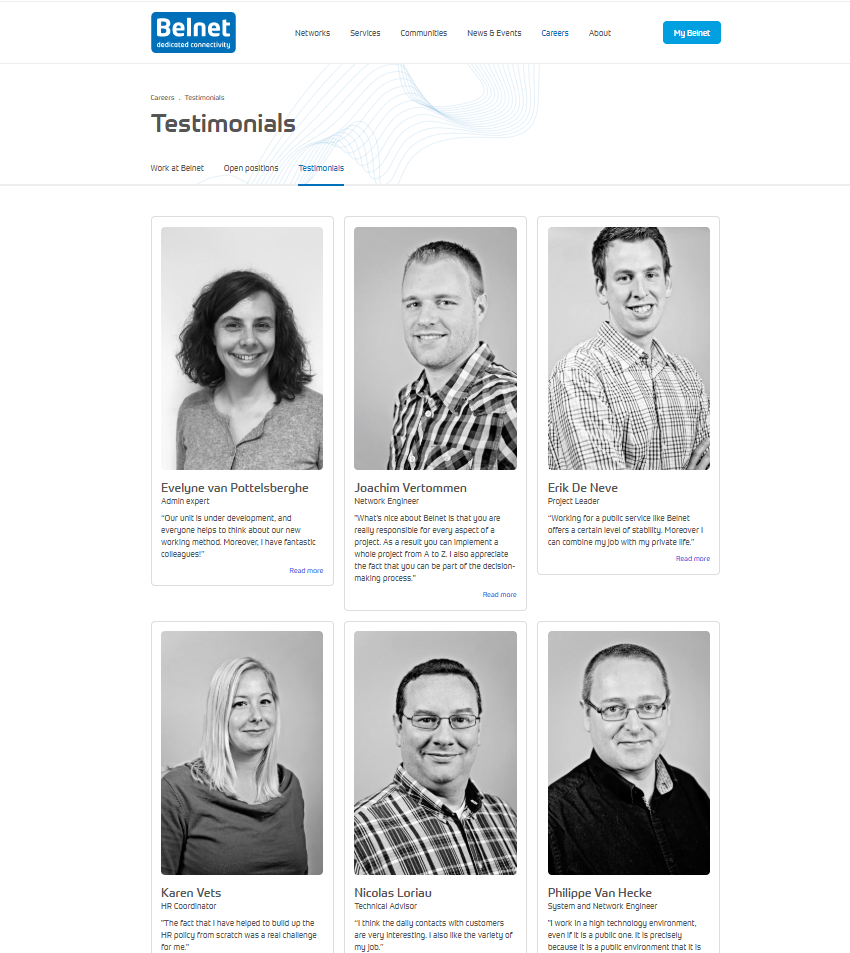 Belnet
dedicated connectivity
Networks
Services
Communities
News & Events
Careers
About
My Belnet
Careers . Testimonials
Testimonials
Work at Belnet
Open positions
Testimonials
Evelyne van Pottelsberghe
Admin expert
"Our unit is under development, and
everyone helps to think about our new
working method. Moreover, I have fantastic
colleagues!"
Read more
Joachim Vertommen
Network Engineer
"What's nice about Belnet is that you are
really responsible for every aspect of a
project. As a result you can implement a
whole project from A to Z. I also appreciate
the fact that you can be part of the decision-
making process."
Read more
Erik De Neve
Project Leader
"Working for a public service like Belnet
offers a certain level of stability. Moreover I
can combine my job with my private life."
Read more
Karen Vets
HR Coordinator
"The fact that I have helped to build up the
HR policy from scratch was a real challenge
for me."
Nicolas Loriau
Technical Advisor
"I think the daily contacts with customers
are very interesting. I also like the variety of
my job."
Philippe Van Hecke
System and Network Engineer
"I work in a high technology environment,
even if it is a public one. It is precisely
because it is a public environment that it is